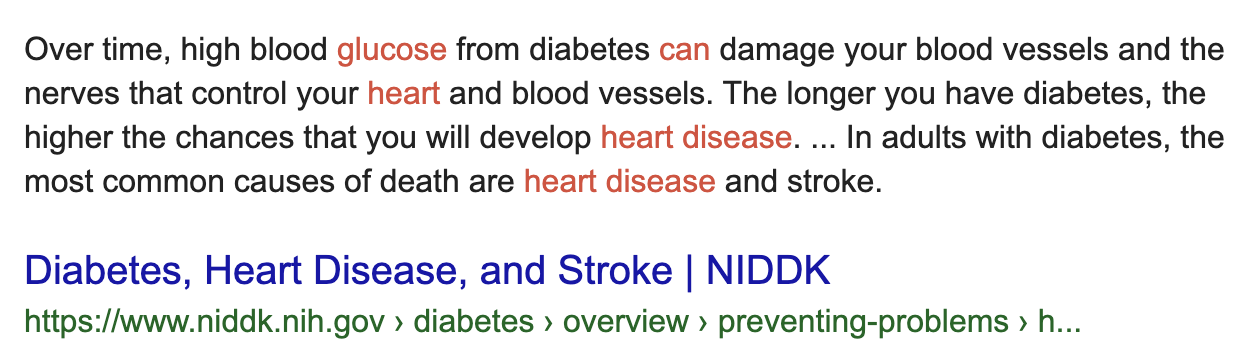 Over time, high blood glucose from diabetes can damage your blood vessels and the
nerves that control your heart and blood vessels. The longer you have diabetes, the
higher the chances that you will develop heart disease. ... In adults with diabetes, the
most common causes of death are heart disease and stroke.
Diabetes, Heart Disease, and Stroke | NIDDK
https://www.niddk.nih.gov › diabetes › overview › preventing-problems › h...